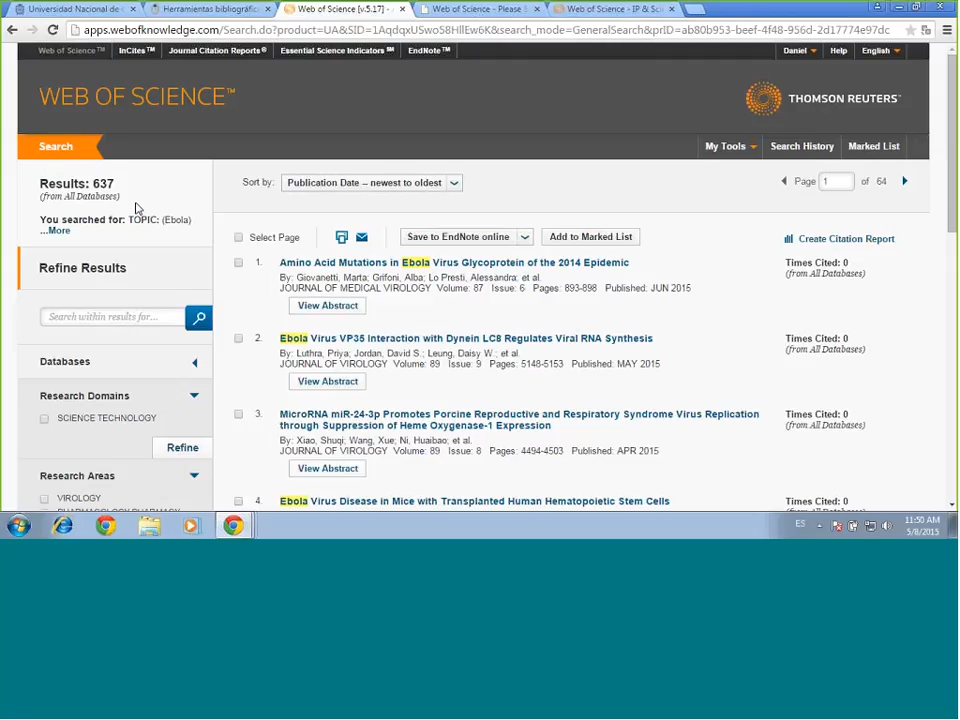 Universidad Nacional de
Herramientas bibliográfic
Web of Science [v.5.17] -
Web of Science - Please
Web of Science - IP & Sci
apps.webofknowledge.com/Search.do?product=UA&SID=1AqdqxUSwoS8HlIEw6K&search_mode=GeneralSearch&prID=ab80b953-beef-4f48-956d-2d17774e97dc
Web of Science™ InCites™ Journal Citation Reports® Essential Science Indicators℠ EndNote™ Daniel Help English
WEB OF SCIENCE™
THOMSON REUTERS™
Search My Tools Search History Marked List
Results: 637
(from All Databases)
You searched for: TOPIC: (Ebola)
...More
Sort by: Publication Date -- newest to oldest
Page 1 of 64
Select Page Save to EndNote online Add to Marked List
Create Citation Report
Refine Results
Search within results for...
Databases
Research Domains
SCIENCE TECHNOLOGY
Refine
Research Areas
VIROLOGY
PHARMACOLOGY PHARMACY
1. Amino Acid Mutations in Ebola Virus Glycoprotein of the 2014 Epidemic
By: Giovanetti, Marta; Grifoni, Alba; Lo Presti, Alessandra; et al.
JOURNAL OF MEDICAL VIROLOGY Volume: 87 Issue: 6 Pages: 893-898 Published: JUN 2015
View Abstract
Times Cited: 0
(from All Databases)
2. Ebola Virus VP35 Interaction with Dynein LC8 Regulates Viral RNA Synthesis
By: Luthra, Priya; Jordan, David S.; Leung, Daisy W.; et al.
JOURNAL OF VIROLOGY Volume: 89 Issue: 9 Pages: 5148-5153 Published: MAY 2015
View Abstract
Times Cited: 0
(from All Databases)
3. MicroRNA miR-24-3p Promotes Porcine Reproductive and Respiratory Syndrome Virus Replication
through Suppression of Heme Oxygenase-1 Expression
By: Xiao, Shuqi; Wang, Xue; Ni, Huaibao; et al.
JOURNAL OF VIROLOGY Volume: 89 Issue: 8 Pages: 4494-4503 Published: APR 2015
View Abstract
Times Cited: 0
(from All Databases)
4. Ebola Virus Disease in Mice with Transplanted Human Hematopoietic Stem Cells
Times Cited: 0
ES
11:50 AM
5/8/2015